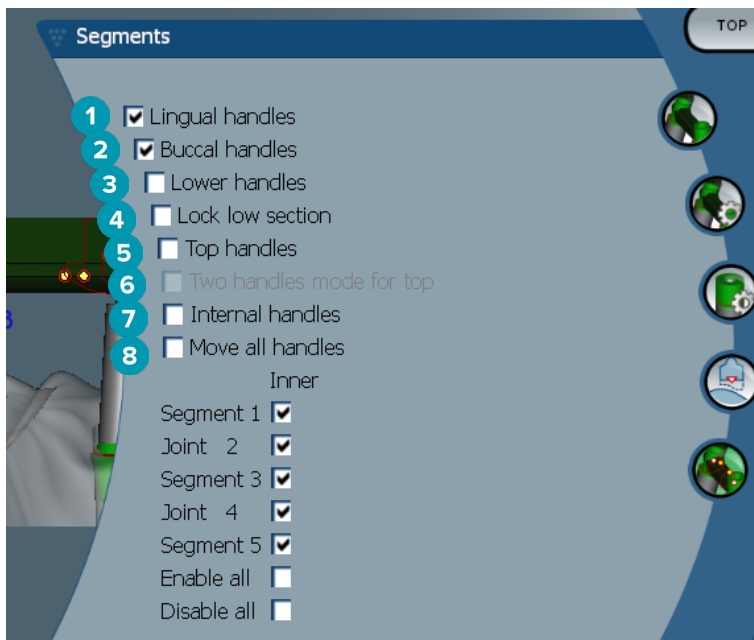 Segments
TOP
1 Lingual handles
2 Buccal handles
3 Lower handles
4 Lock low section
5 Top handles
6 Two handles mode for top
7 Internal handles
8 Move all handles
Inner
Segment 1
Joint 2
Segment 3
Joint 4
Segment 5
Enable all
Disable all